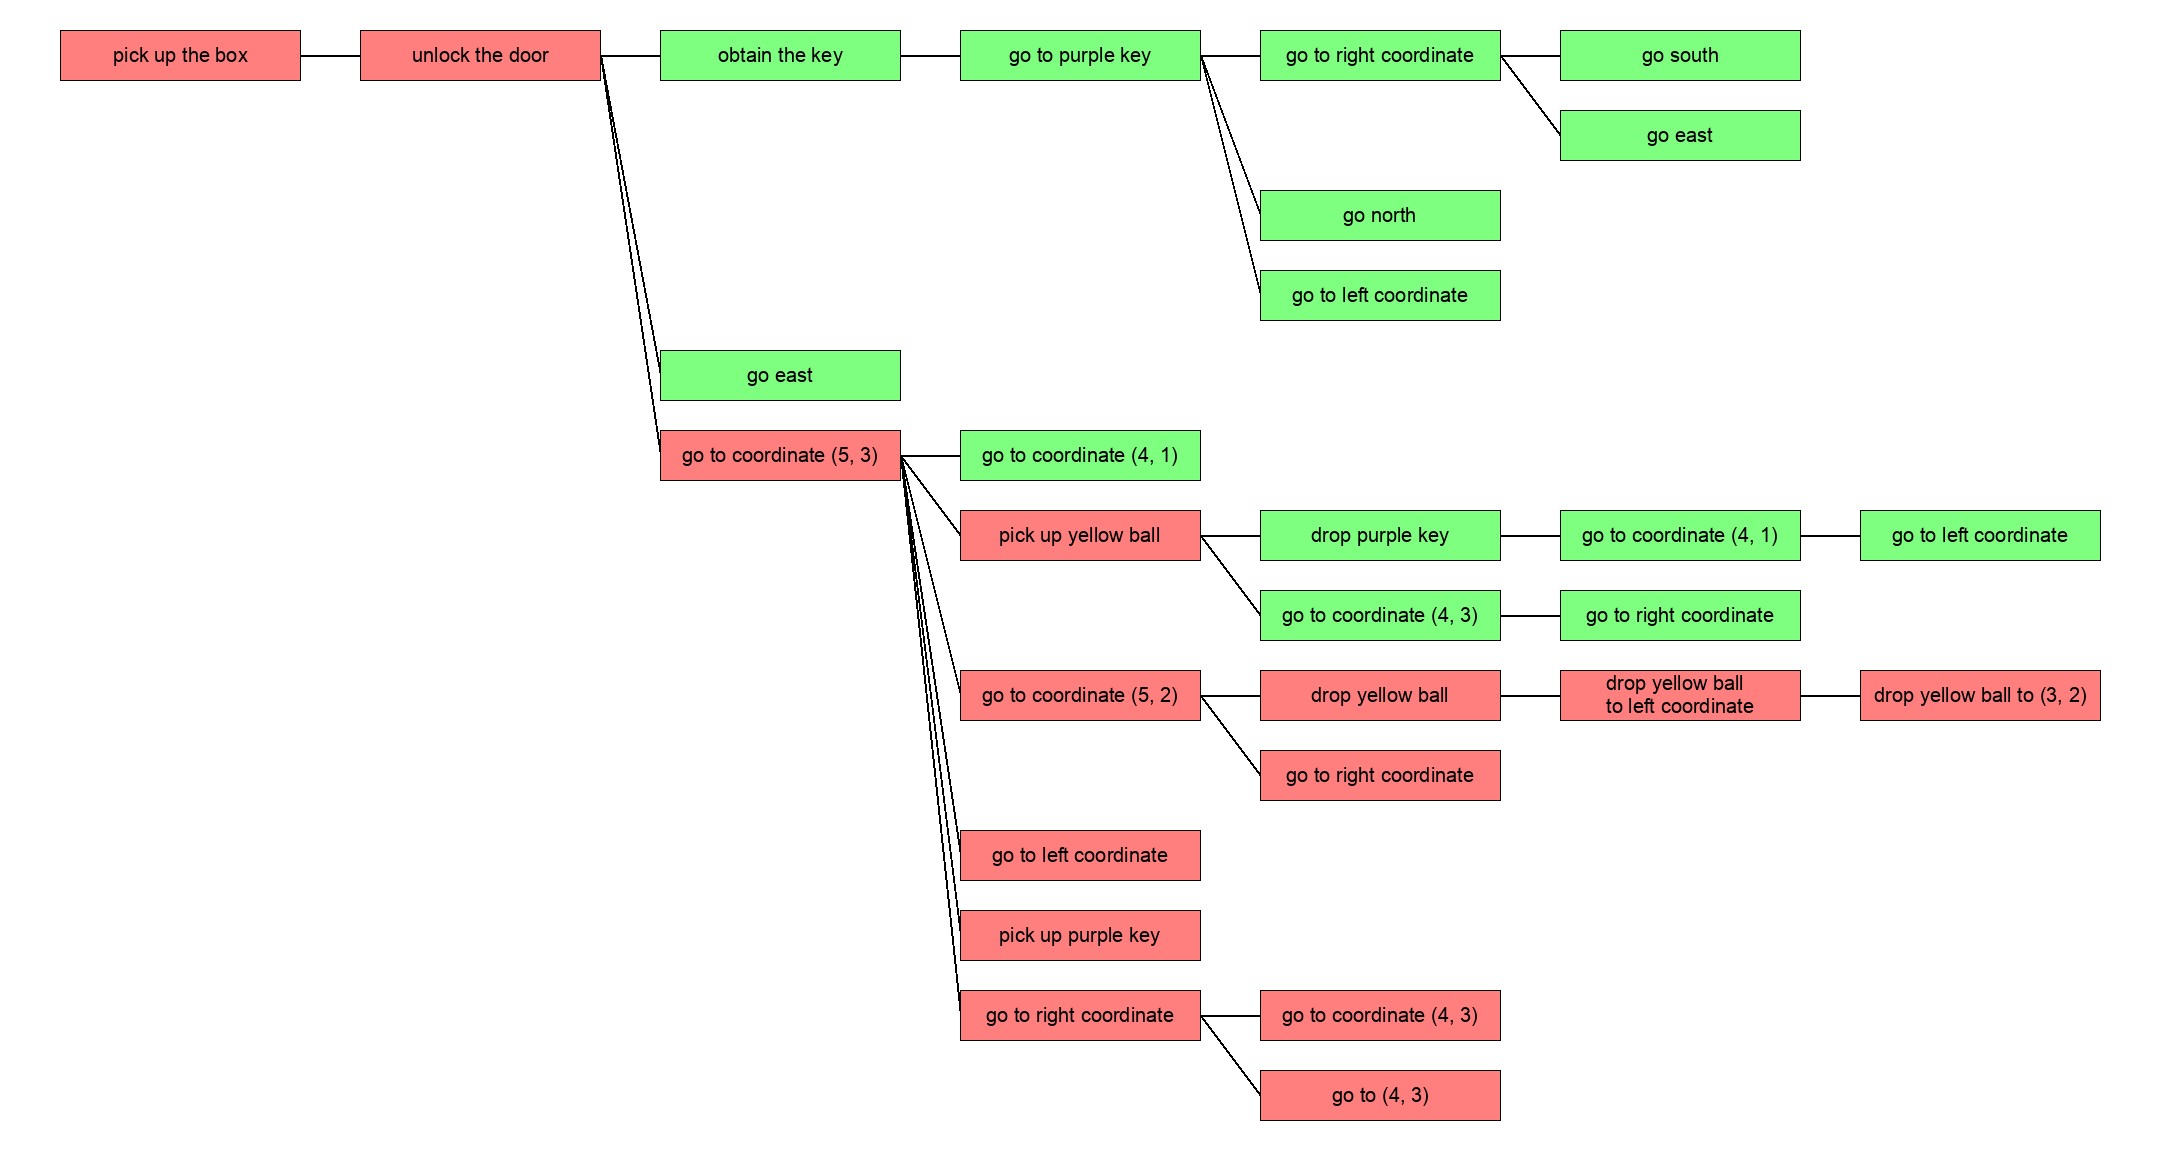 pick up the box
unlock the door
obtain the key
go to purple key
go to right coordinate
go south
go east
go north
go to left coordinate
go east
go to coordinate (5, 3)
go to coordinate (4, 1)
pick up yellow ball
drop purple key
go to coordinate (4, 1)
go to left coordinate
go to coordinate (4, 3)
go to right coordinate
go to coordinate (5, 2)
drop yellow ball
drop yellow ball
to left coordinate
drop yellow ball to (3, 2)
go to right coordinate
go to left coordinate
pick up purple key
go to right coordinate
go to coordinate (4, 3)
go to (4, 3)